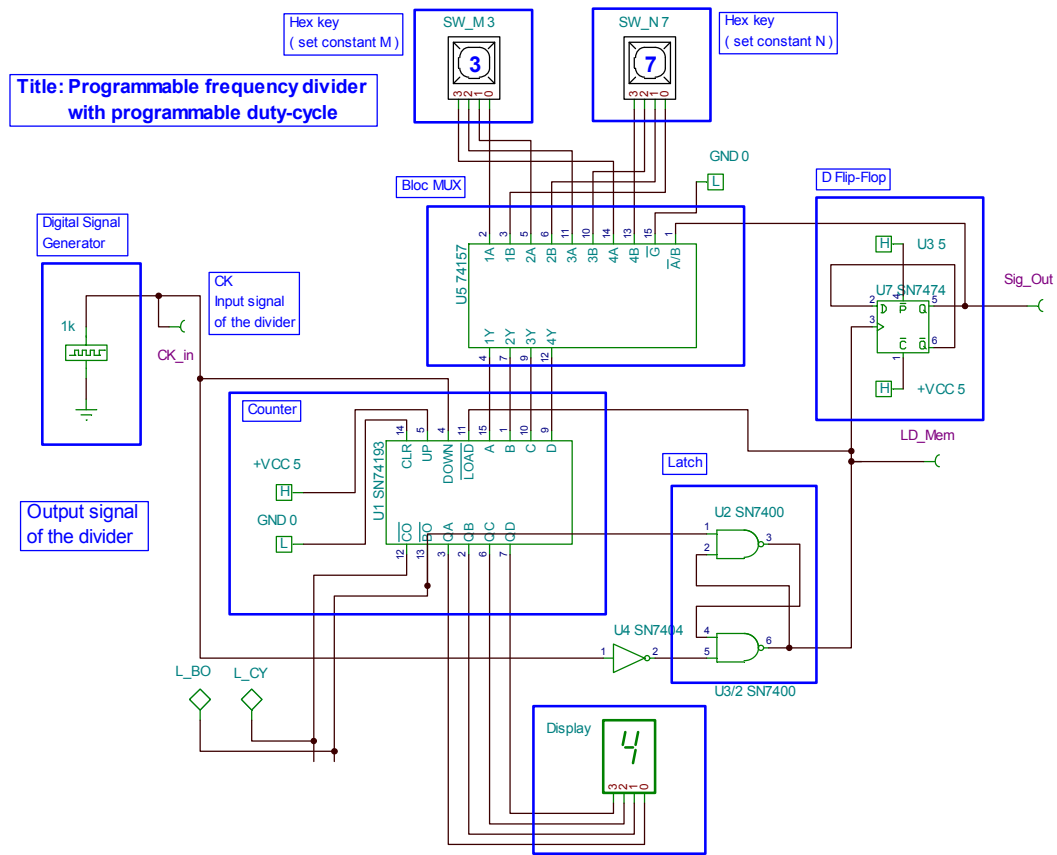 Hex key
( set constant M )
SW_M 3
3
3 2 1 0
SW_N 7
7
3 2 1 0
Hex key
( set constant N )
Title: Programmable frequency divider
with programmable duty-cycle
GND 0
L
Bloc MUX
D Flip-Flop
Digital Signal
Generator
1k
CK
Input signal
of the divider
CK_in
2 3 5 6 11 10 14 13 15 1
1A 1B 2A 2B 3A 3B 4A 4B G A/B
U5 74157
1Y 2Y 3Y 4Y
4 7 9 12
H
U3 5
U7 SN7474
4
2 D P Q 5
3
C Q 6
1
H
+VCC 5
Sig_Out
LD_Mem
Counter
14 5 4 11 15 1 10 9
CLR UP DOWN LOAD A B C D
U1 SN74193
CO BO QA QB QC QD
12 13 3 2 6 7
+VCC 5
H
GND 0
L
Output signal
of the divider
Latch
U2 SN7400
1
2
3
4
5
6
U3/2 SN7400
U4 SN7404
1 2
L_BO
L_CY
Display
4
3 2 1 0